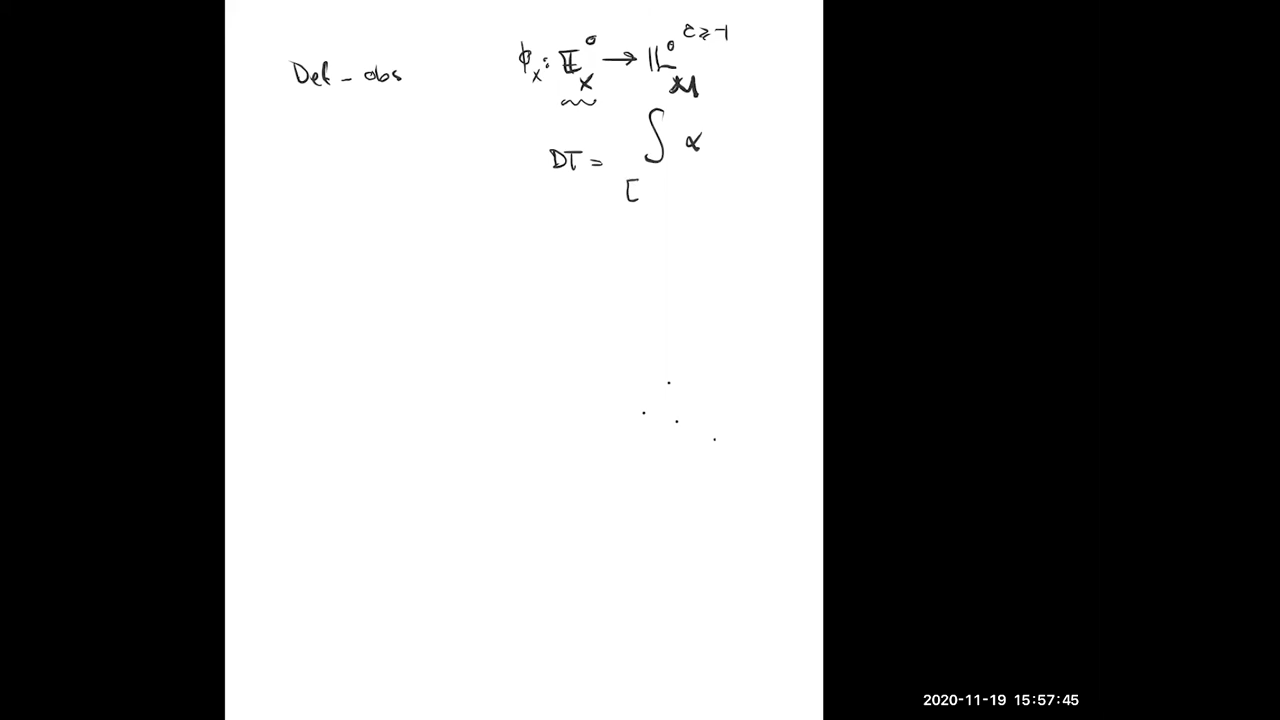 Def - obs
ϕ_X : 𝔼_X^• → 𝕃_M^{• τ≥-1}
DT = ∫ α
[
2020-11-19 15:57:45